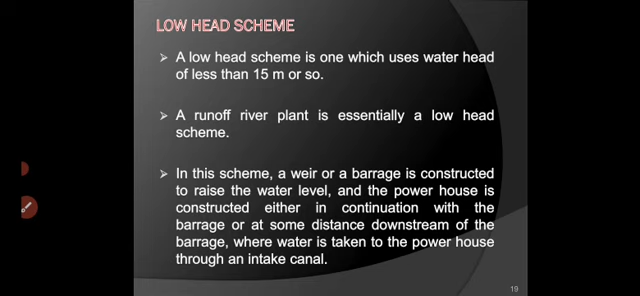 LOW HEAD SCHEME
➢ A low head scheme is one which uses water head
of less than 15 m or so.
➢ A runoff river plant is essentially a low head
scheme.
➢ In this scheme, a weir or a barrage is constructed
to raise the water level, and the power house is
constructed either in continuation with the
barrage or at some distance downstream of the
barrage, where water is taken to the power house
through an intake canal.
19